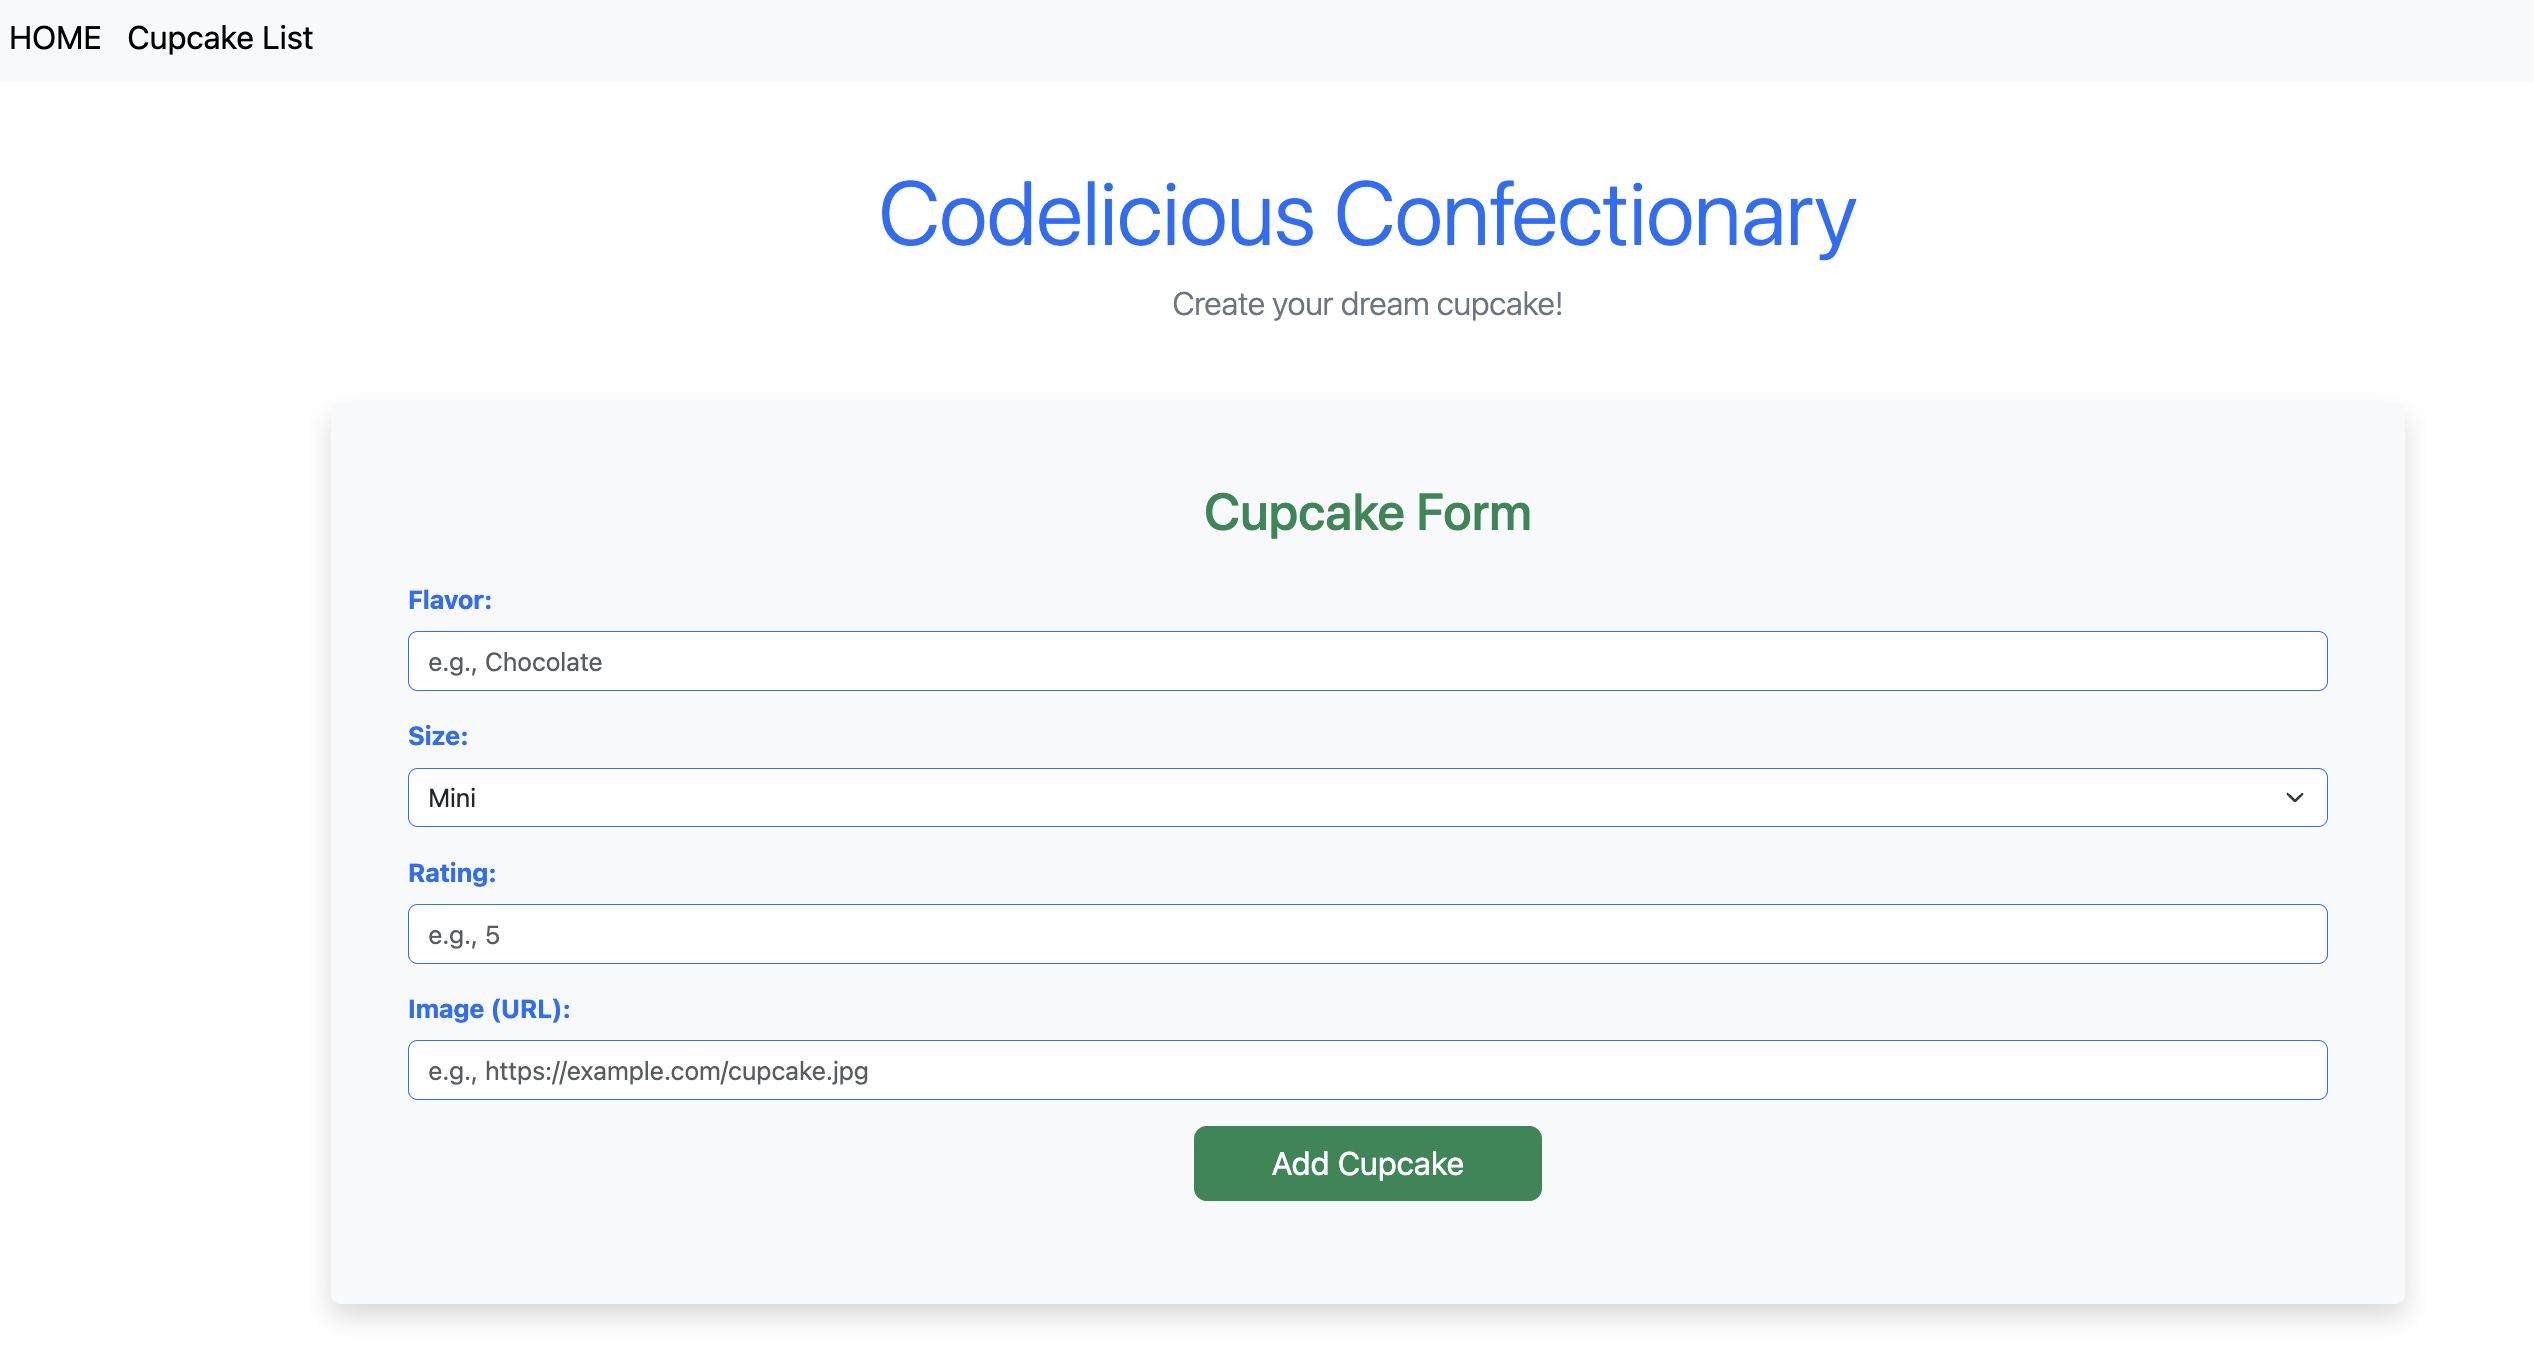 HOME Cupcake List
Codelicious Confectionary
Create your dream cupcake!
Cupcake Form
Flavor:
e.g., Chocolate
Size:
Mini
Rating:
e.g., 5
Image (URL):
e.g., https://example.com/cupcake.jpg
Add Cupcake